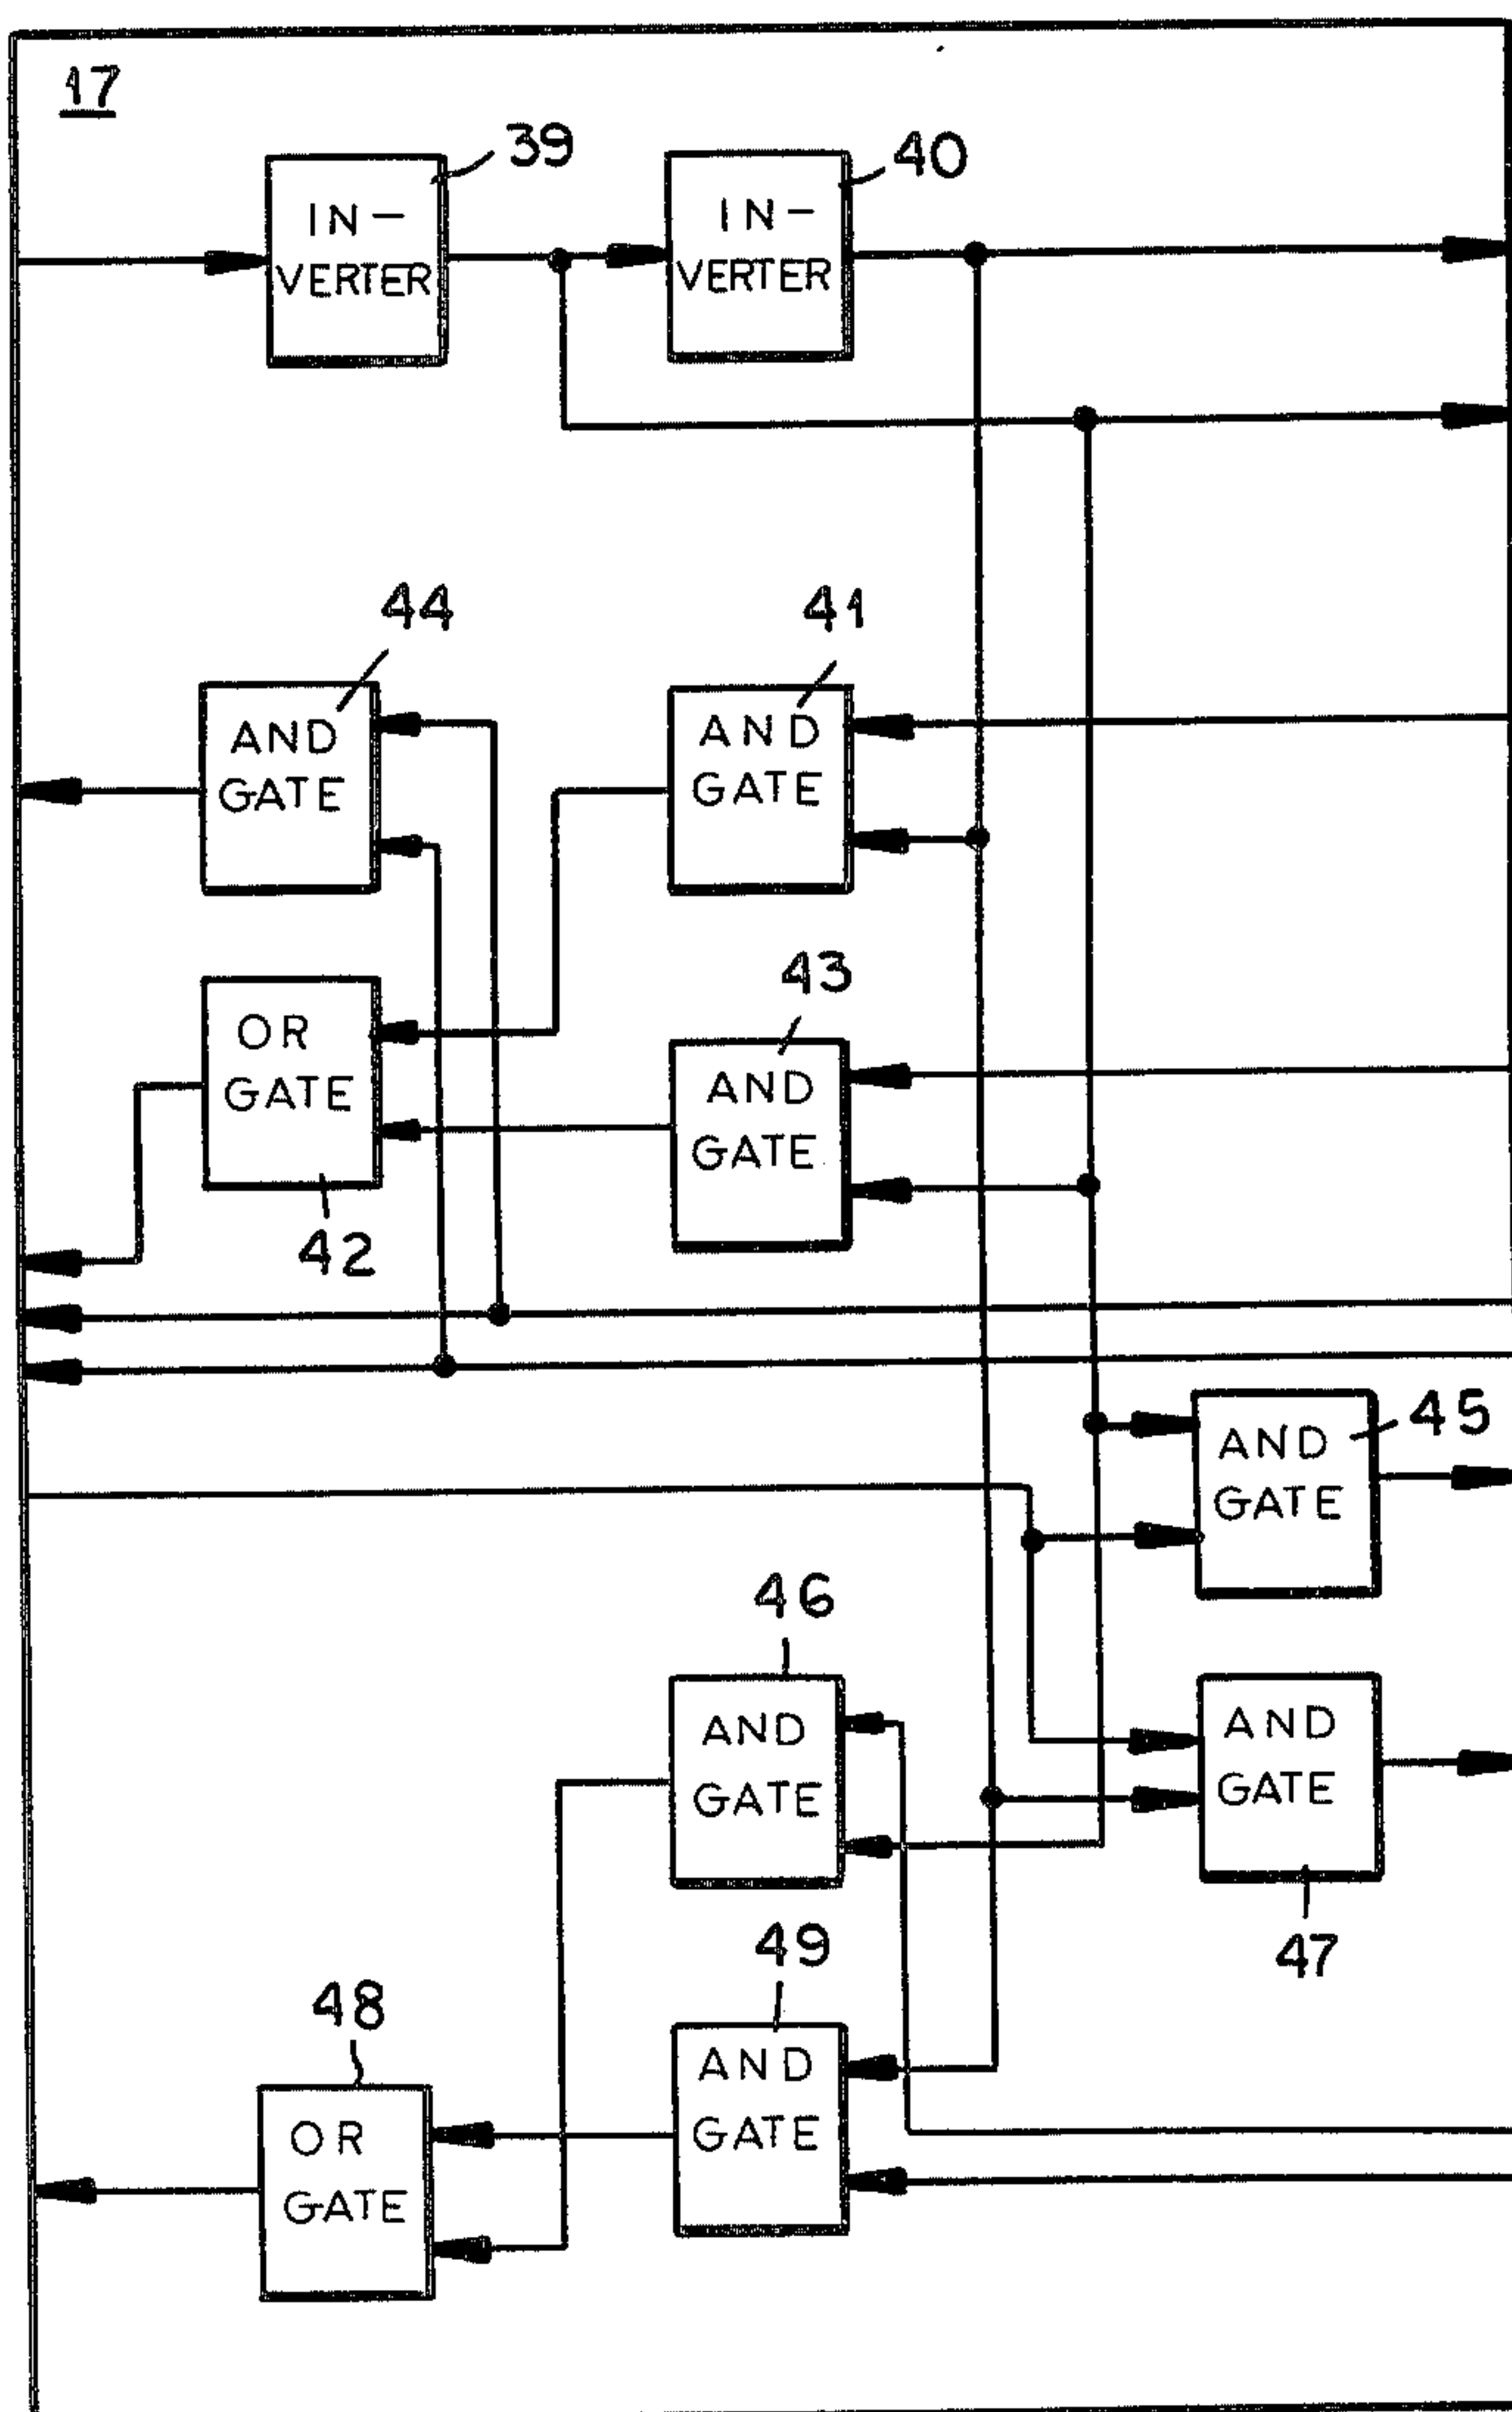 17
39
40
IN-
VERTER
IN-
VERTER
44
41
AND
GATE
AND
GATE
43
OR
GATE
AND
GATE
42
45
AND
GATE
46
AND
GATE
AND
GATE
47
49
48
AND
GATE
OR
GATE